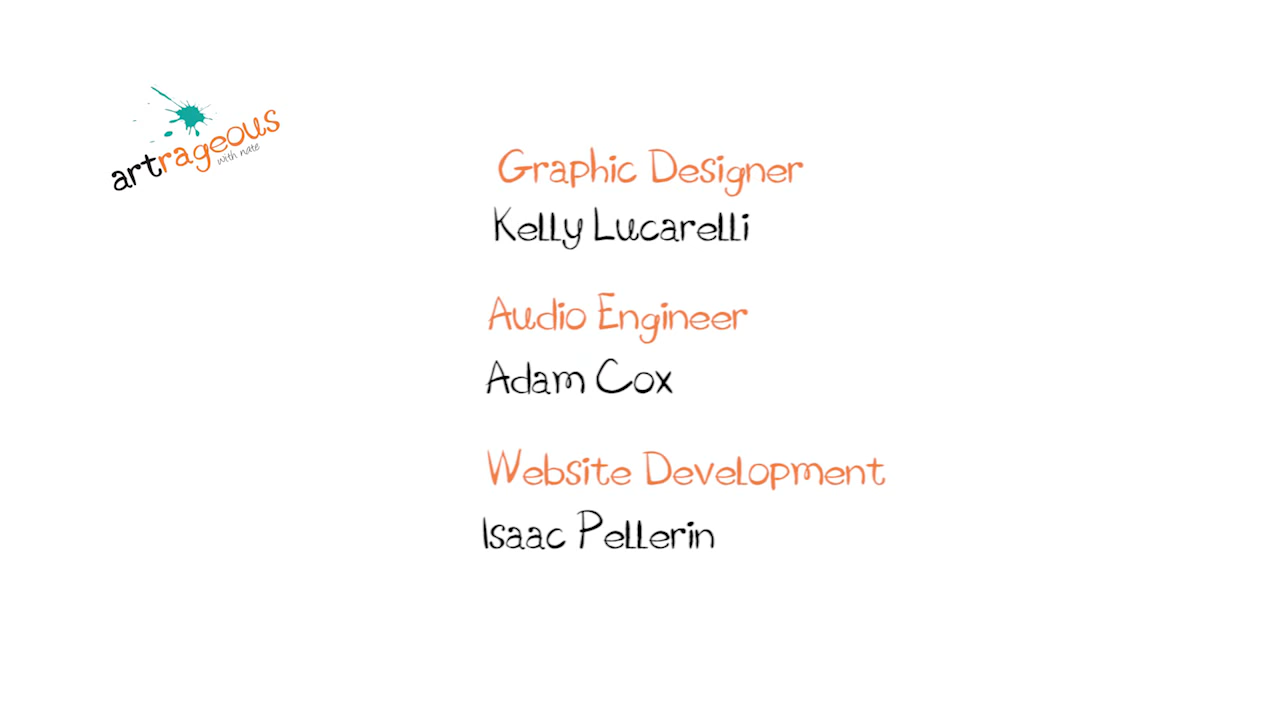 artrageous
with nate
Graphic Designer
Kelly Lucarelli
Audio Engineer
Adam Cox
Website Development
Isaac Pellerin